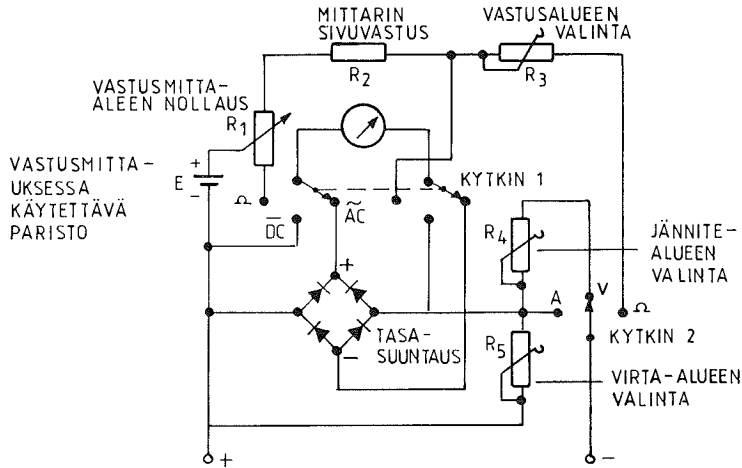 MITTARIN
SIVUVASTUS
R2
VASTUSALUEEN
VALINTA
R3
VASTUSMITTA-
ALEEN NOLLAUS
R1
VASTUSMITTA-
UKSESSA
KÄYTETTÄVÄ
PARISTO
+
E
-
Ω
DC
AC
KYTKIN 1
R4
JÄNNITE-
ALUEEN
VALINTA
+
-
TASA-
SUUNTAUS
A
V
Ω
KYTKIN 2
R5
VIRTA-ALUEEN
VALINTA
+
-